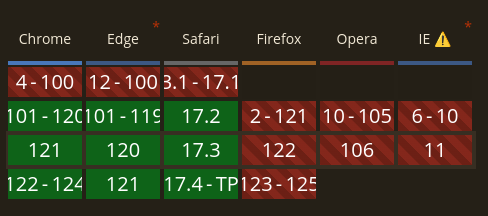 * *
Chrome Edge Safari Firefox Opera IE ⚠️
4 - 100 12 - 100 3.1 - 17.1
101 - 120 101 - 119 17.2 2 - 121 10 - 105 6 - 10
121 120 17.3 122 106 11
122 - 124 121 17.4 - TP 123 - 125